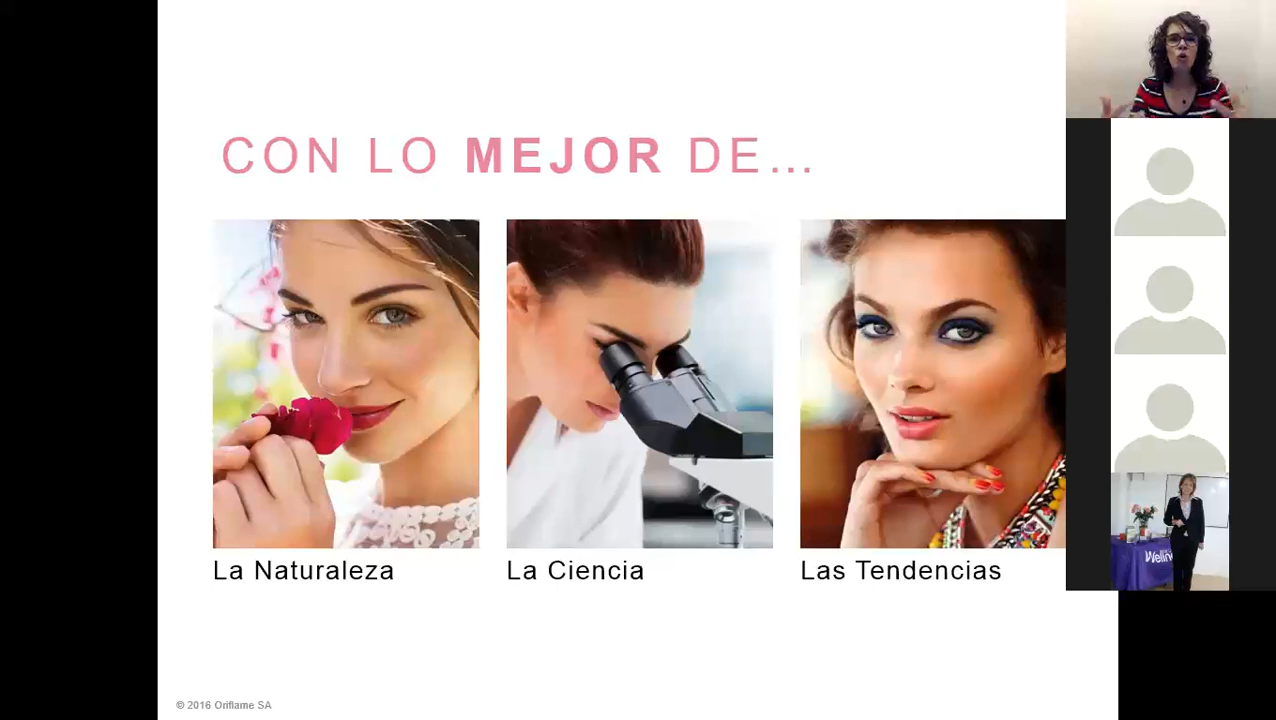 CON LO MEJOR DE...
La Naturaleza
La Ciencia
Las Tendencias
© 2016 Oriflame SA